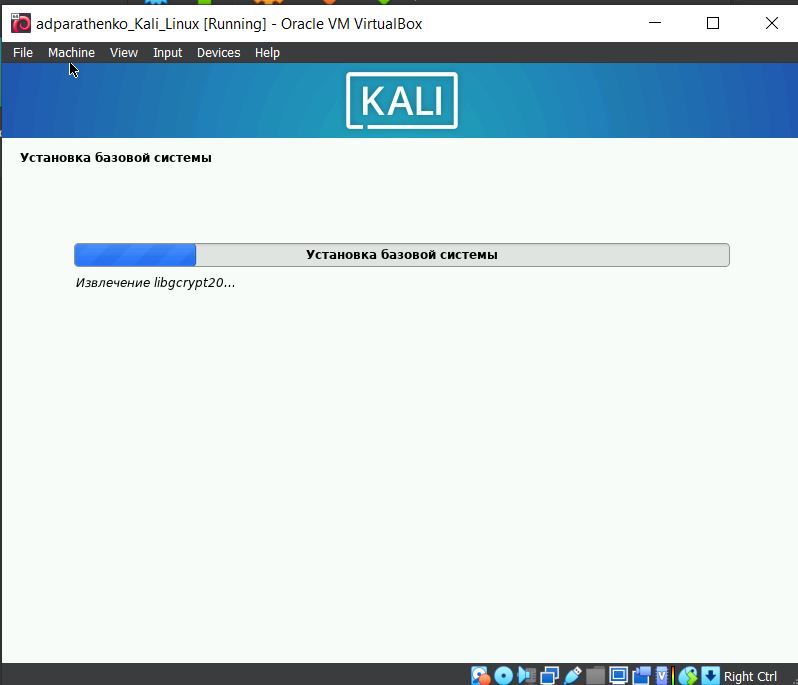 adparathenko_Kali_Linux [Running] - Oracle VM VirtualBox
File Machine View Input Devices Help
KALI
Установка базовой системы
Установка базовой системы
Извлечение libgcrypt20...
Right Ctrl